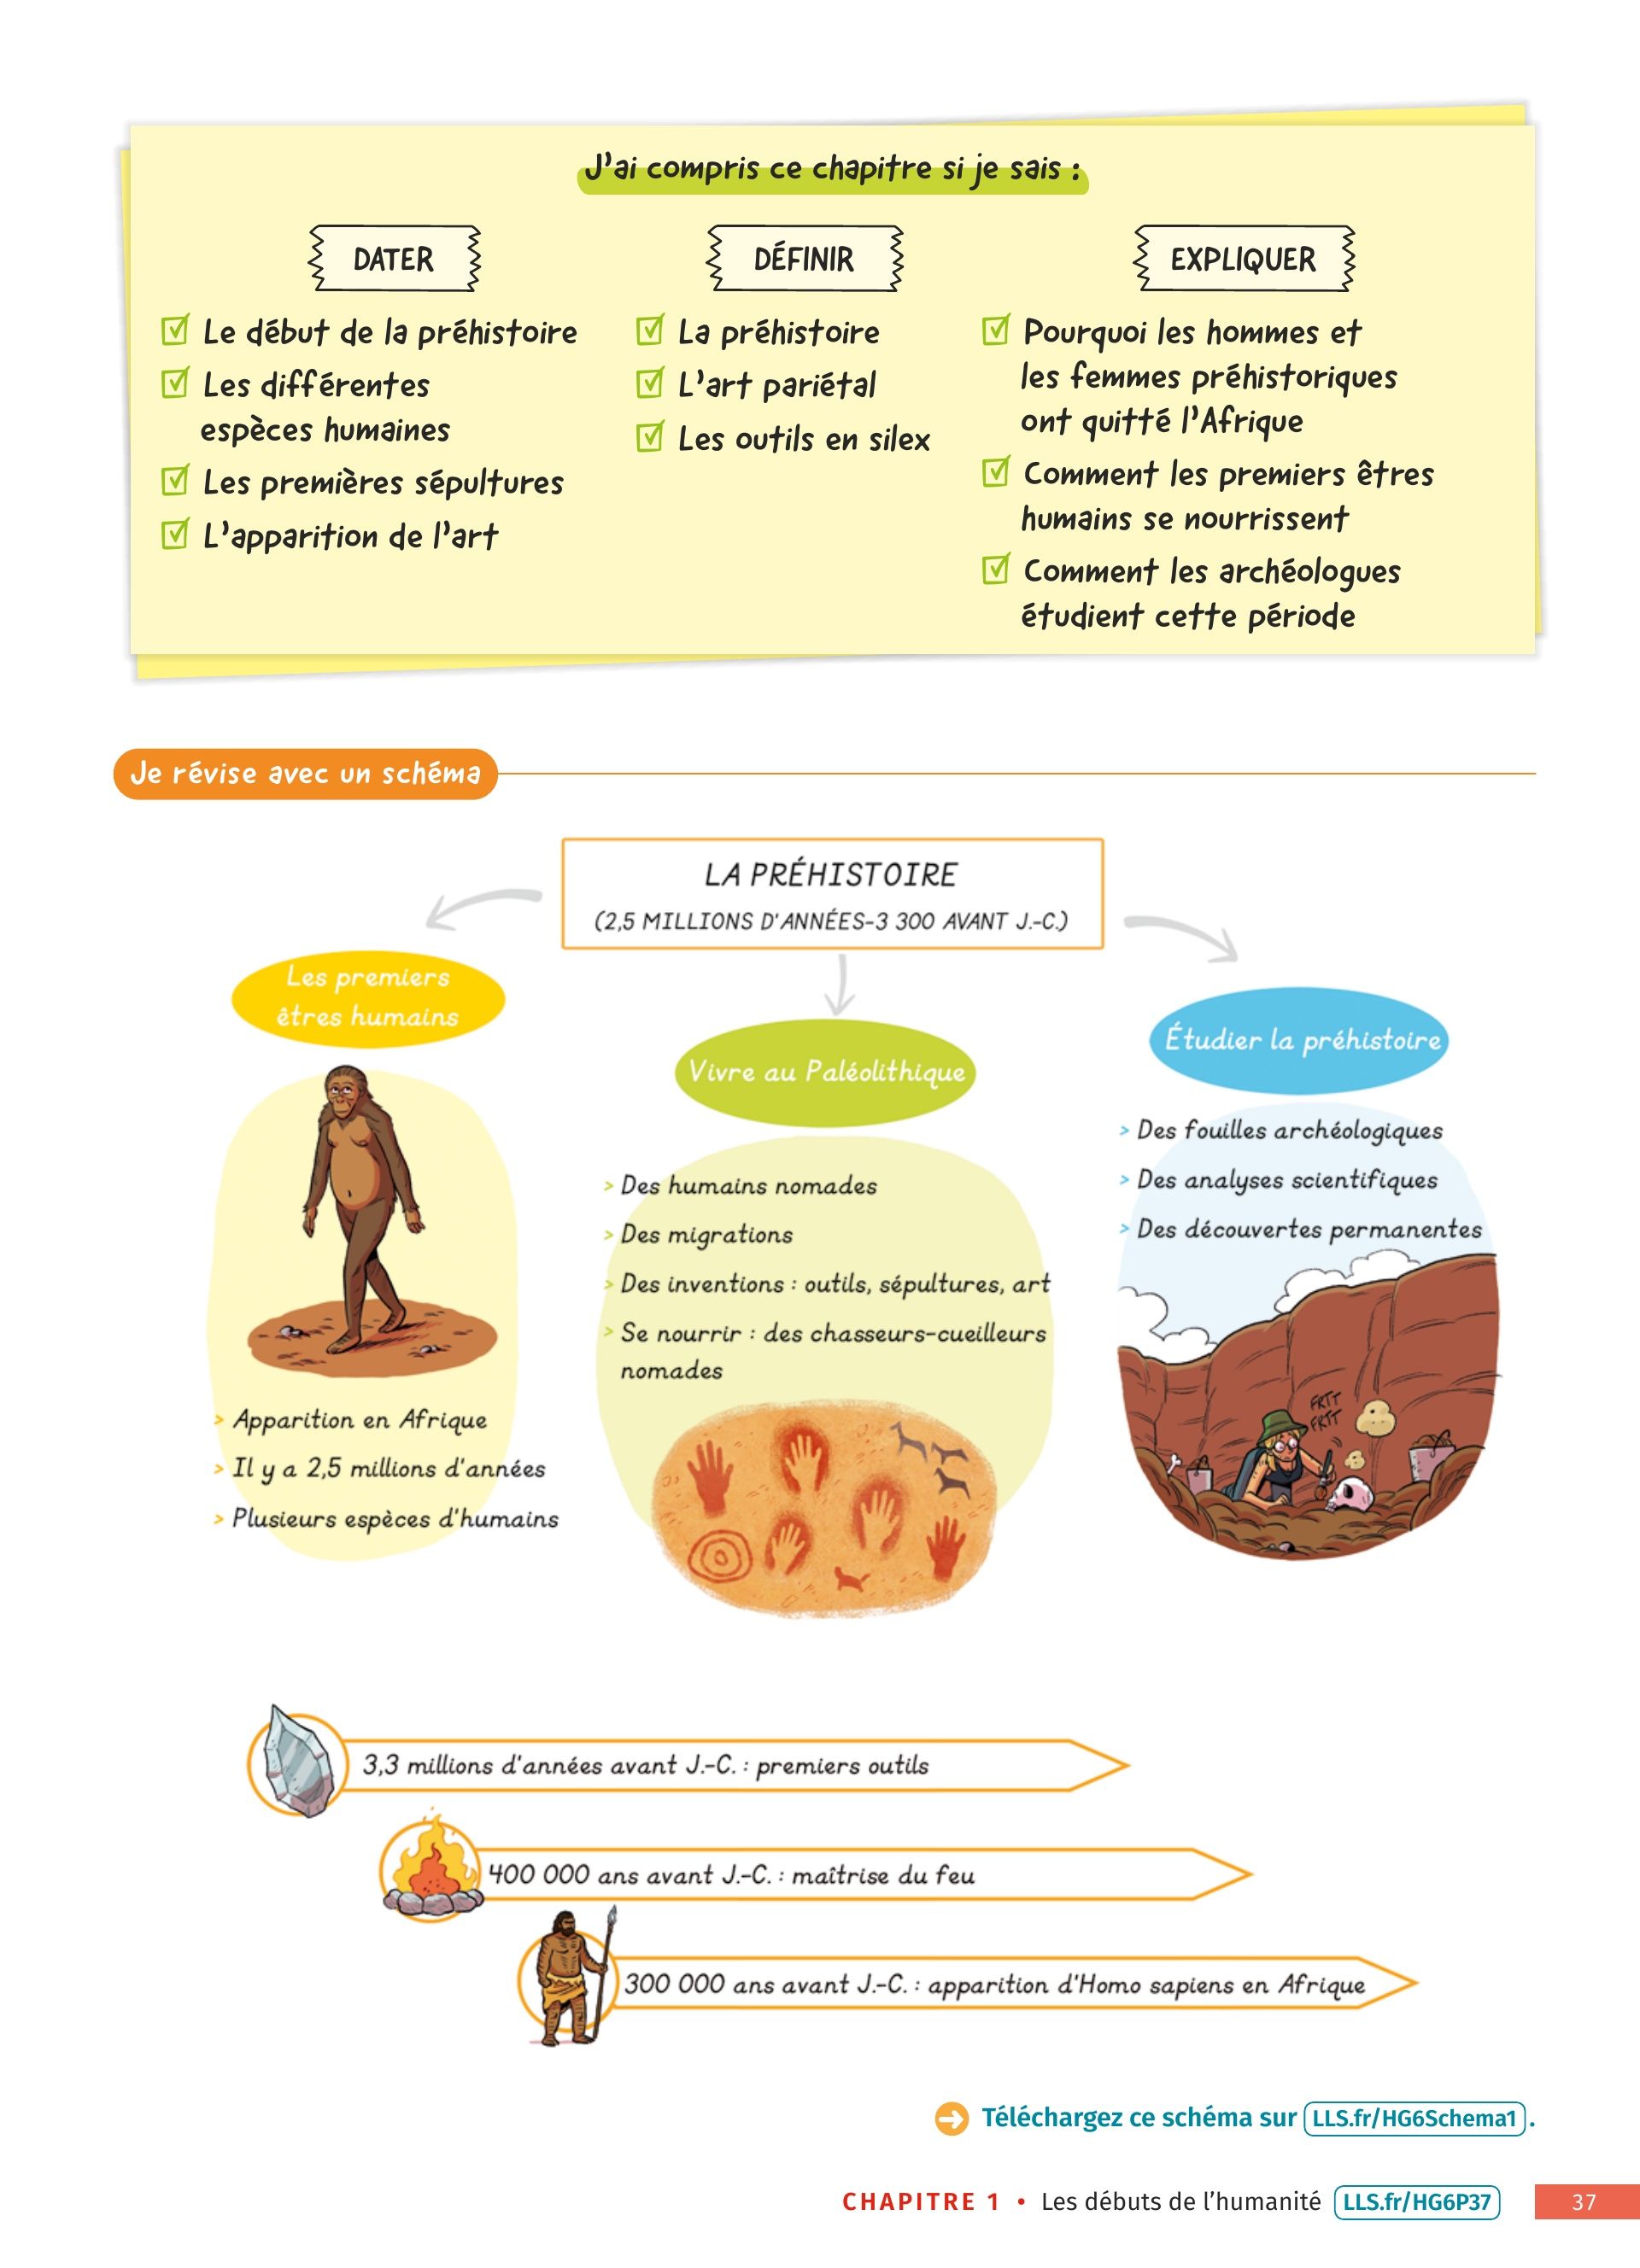 J'ai compris ce chapitre si je sais :
DATER
Le début de la préhistoire
Les différentes
espèces humaines
Les premières sépultures
L'apparition de l'art
DÉFINIR
La préhistoire
L'art pariétal
Les outils en silex
EXPLIQUER
Pourquoi les hommes et
les femmes préhistoriques
ont quitté l'Afrique
Comment les premiers êtres
humains se nourrissent
Comment les archéologues
étudient cette période
Je révise avec un schéma
LA PRÉHISTOIRE
(2,5 MILLIONS D'ANNÉES-3 300 AVANT J.-C.)
Les premiers
êtres humains
> Apparition en Afrique
> Il y a 2,5 millions d'années
> Plusieurs espèces d'humains
Vivre au Paléolithique
> Des humains nomades
> Des migrations
> Des inventions : outils, sépultures, art
> Se nourrir : des chasseurs-cueilleurs
nomades
Étudier la préhistoire
> Des fouilles archéologiques
> Des analyses scientifiques
> Des découvertes permanentes
FRTT
FRTT
3,3 millions d'années avant J.-C. : premiers outils
400 000 ans avant J.-C. : maîtrise du feu
300 000 ans avant J.-C. : apparition d'Homo sapiens en Afrique
Téléchargez ce schéma sur LLS.fr/HG6Schema1.
CHAPITRE 1 • Les débuts de l'humanité LLS.fr/HG6P37 37